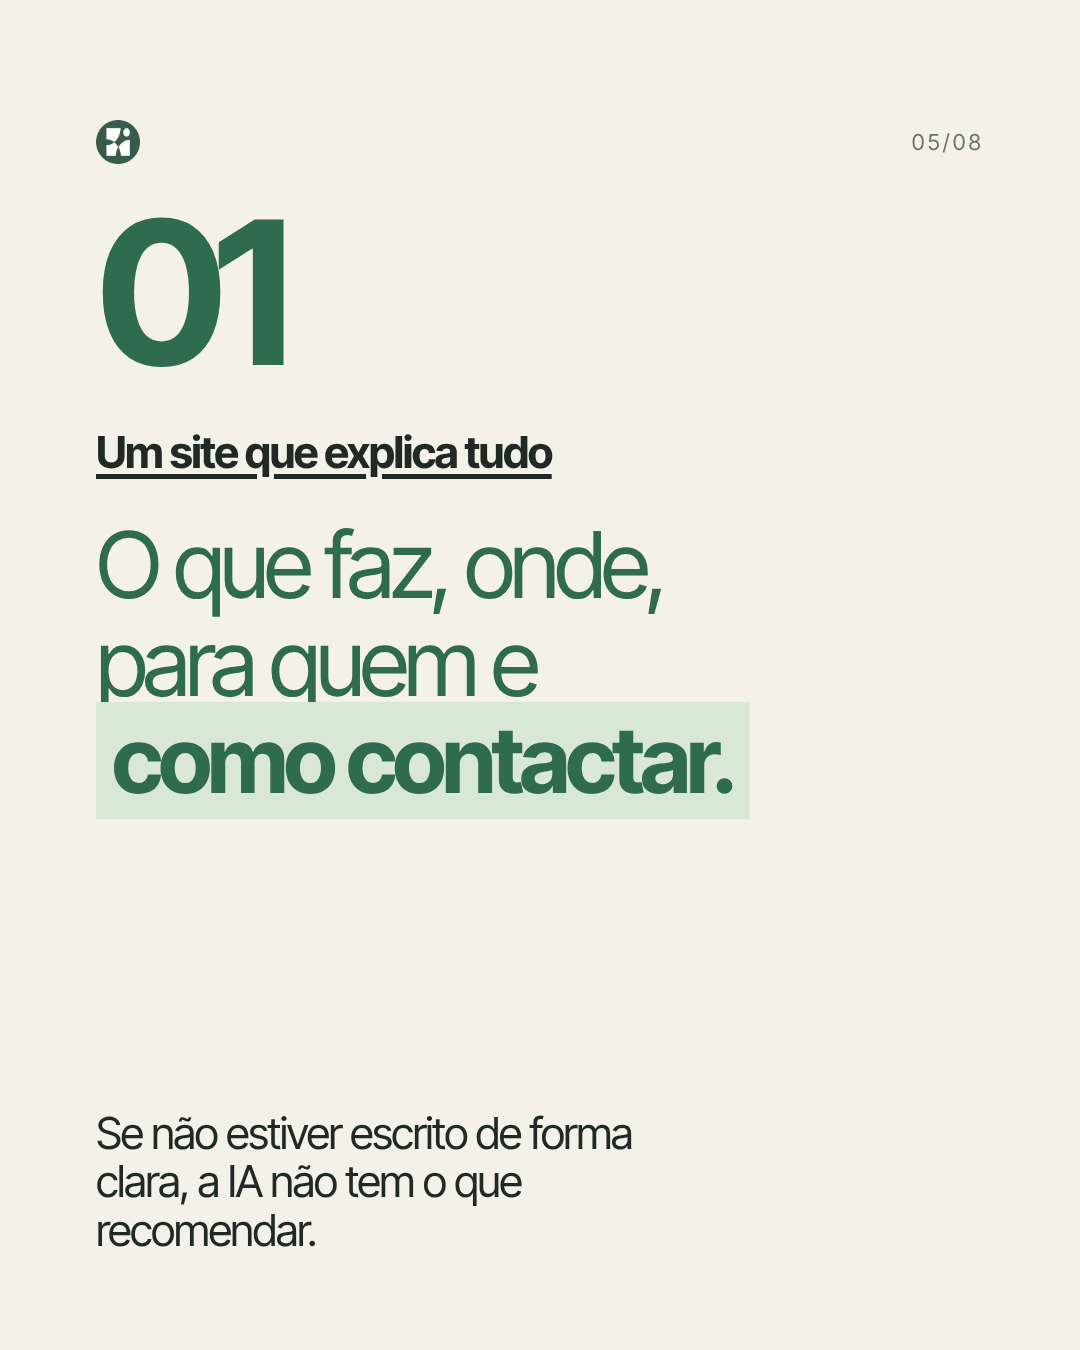 05/08
01
Um site que explica tudo
O que faz, onde,
para quem e
como contactar.
Se não estiver escrito de forma
clara, a IA não tem o que
recomendar.